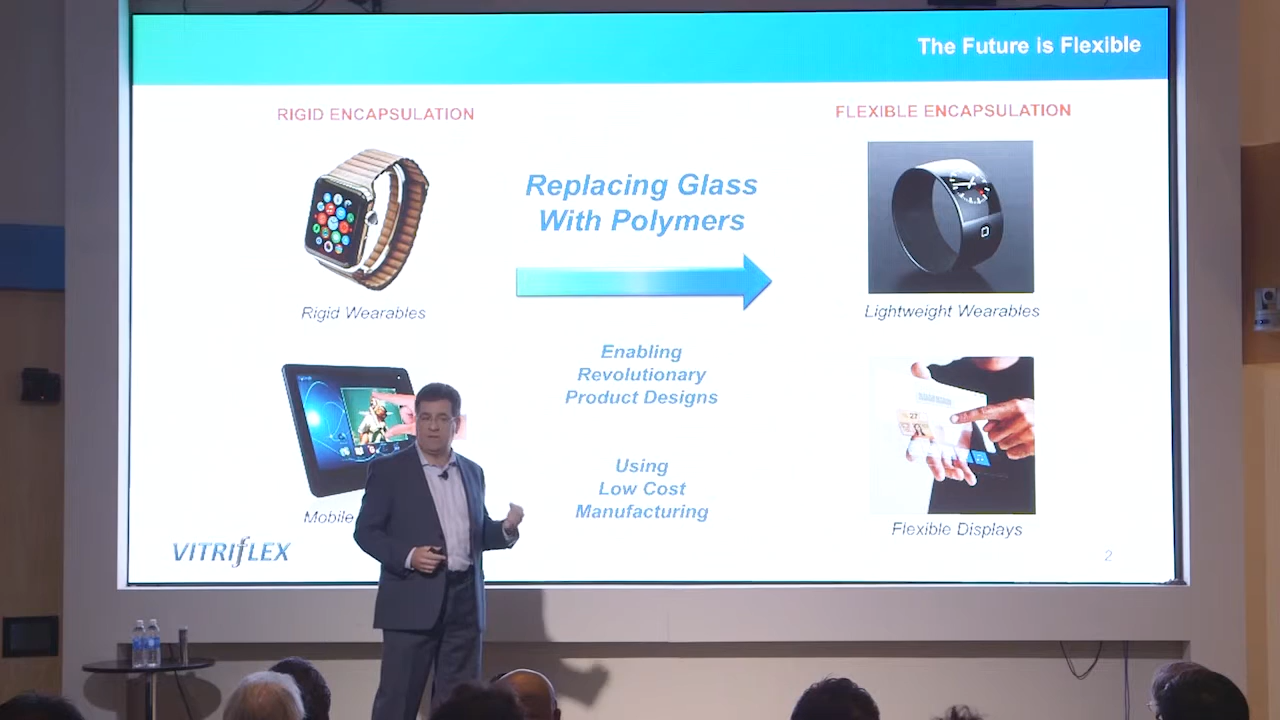 The Future is Flexible
RIGID ENCAPSULATION
FLEXIBLE ENCAPSULATION
Replacing Glass
With Polymers
Rigid Wearables
Lightweight Wearables
Enabling
Revolutionary
Product Designs
27
Using
Low Cost
Manufacturing
Mobile
Flexible Displays
VITRIFLEX
2